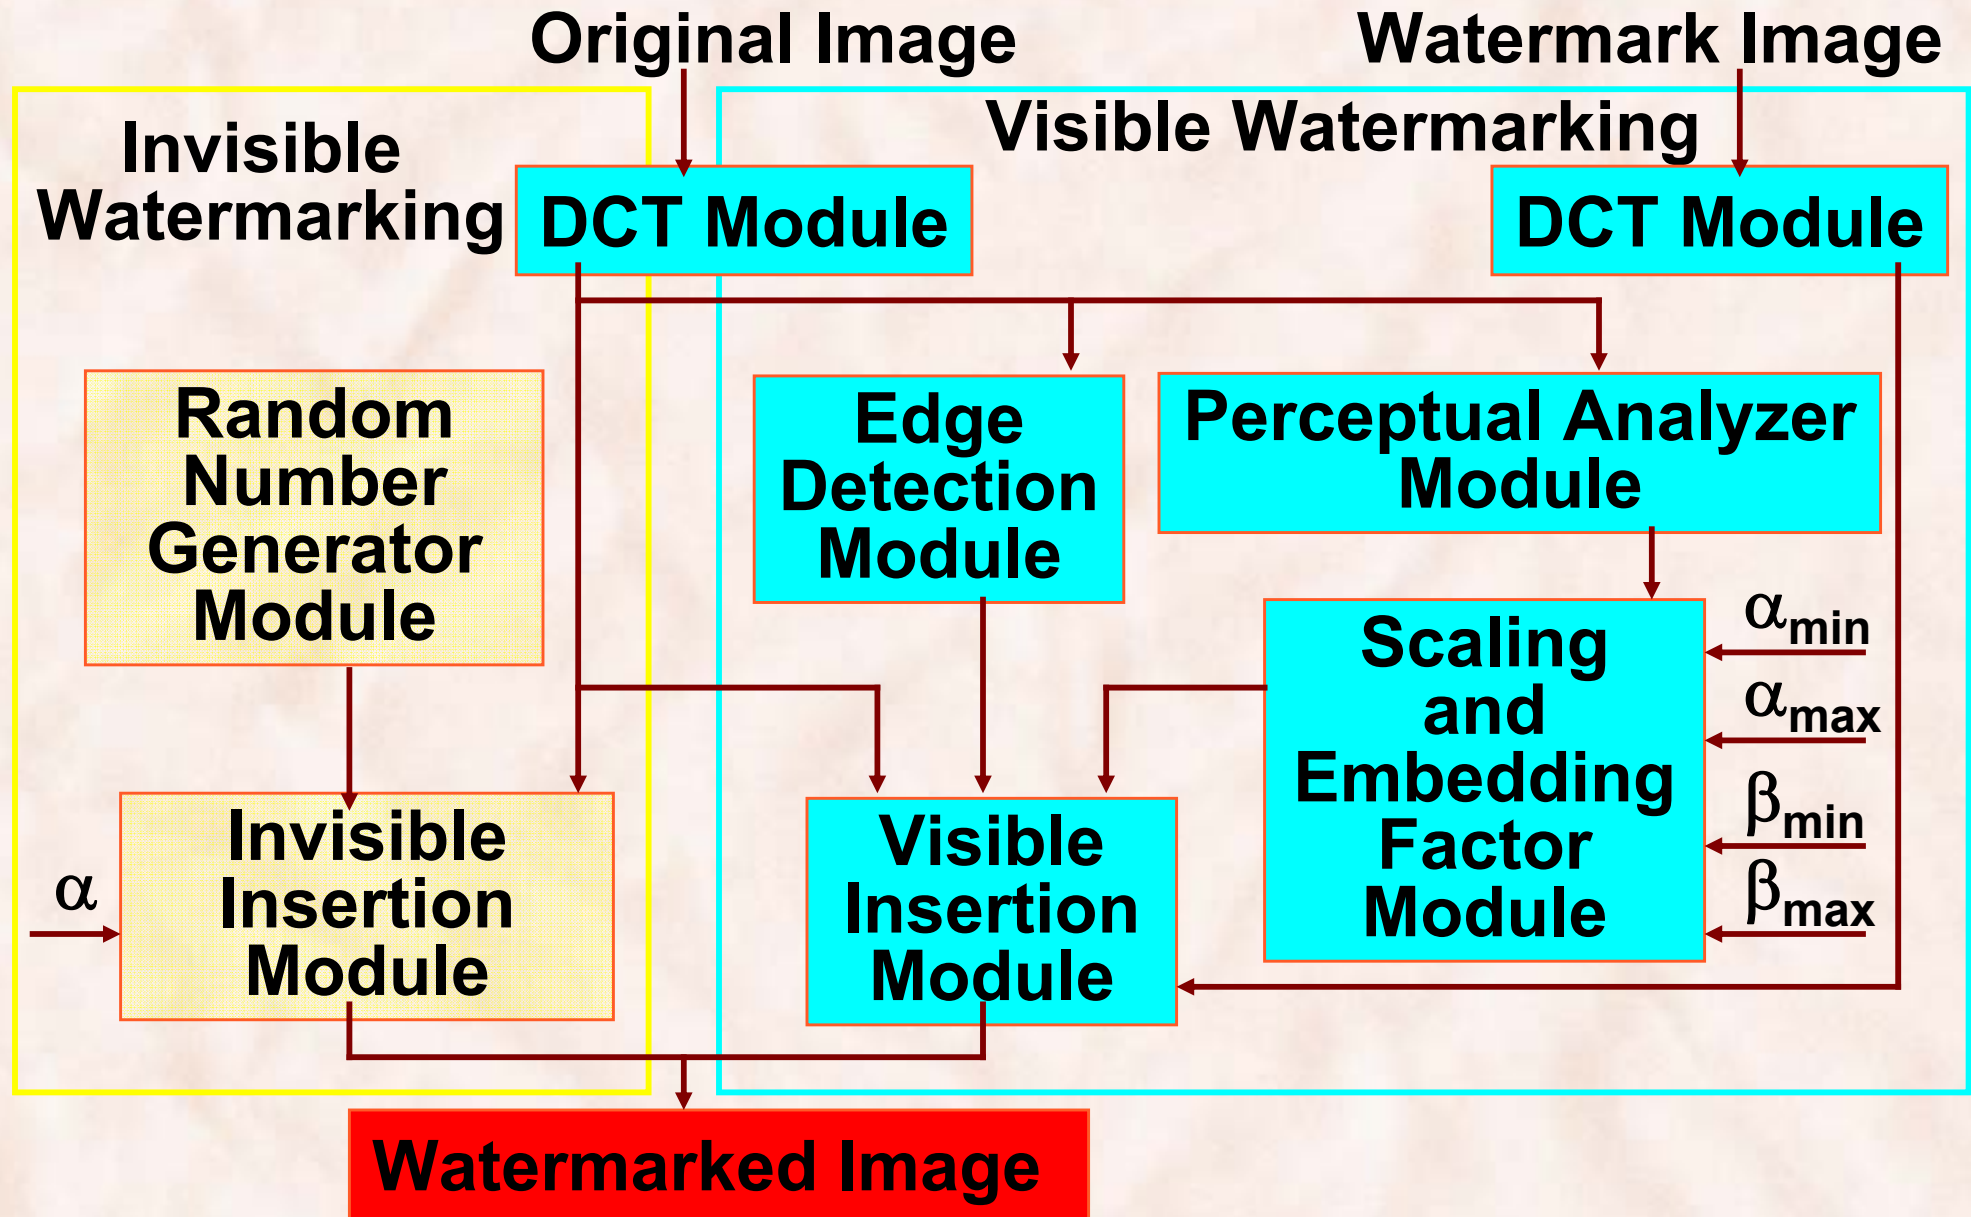 Original Image
Watermark Image
Invisible
Watermarking
Visible Watermarking
DCT Module
DCT Module
Random
Number
Generator
Module
Edge
Detection
Module
Perceptual Analyzer
Module
Scaling
and
Embedding
Factor
Module
αmin
αmax
βmin
βmax
α
Invisible
Insertion
Module
Visible
Insertion
Module
Watermarked Image